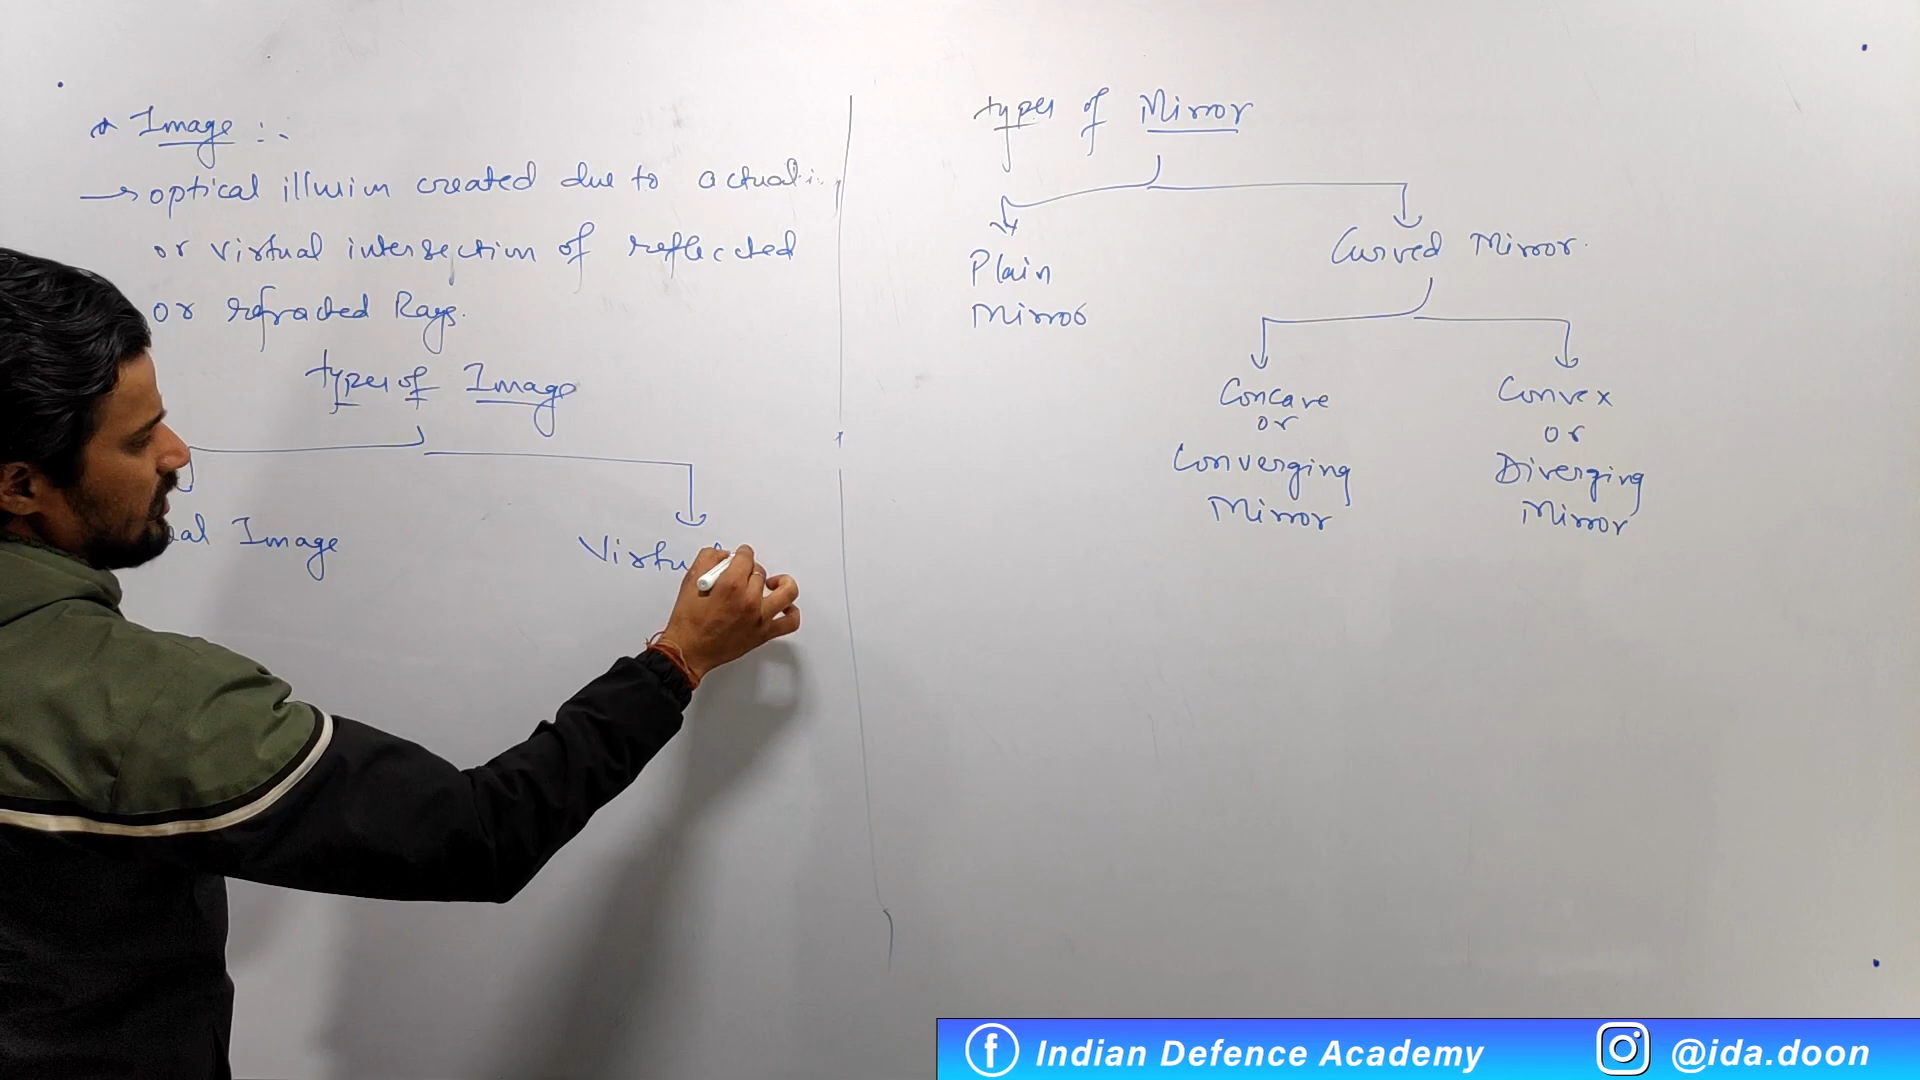 * Image :-
→ optical illusion created due to actual
or virtual intersection of reflected
or refracted Rays.
types of Image
al Image
Virtu
types of Mirror
Plain
Mirror
Curved Mirror
Concave
or
Converging
Mirror
Convex
or
Diverging
Mirror
Indian Defence Academy
@ida.doon